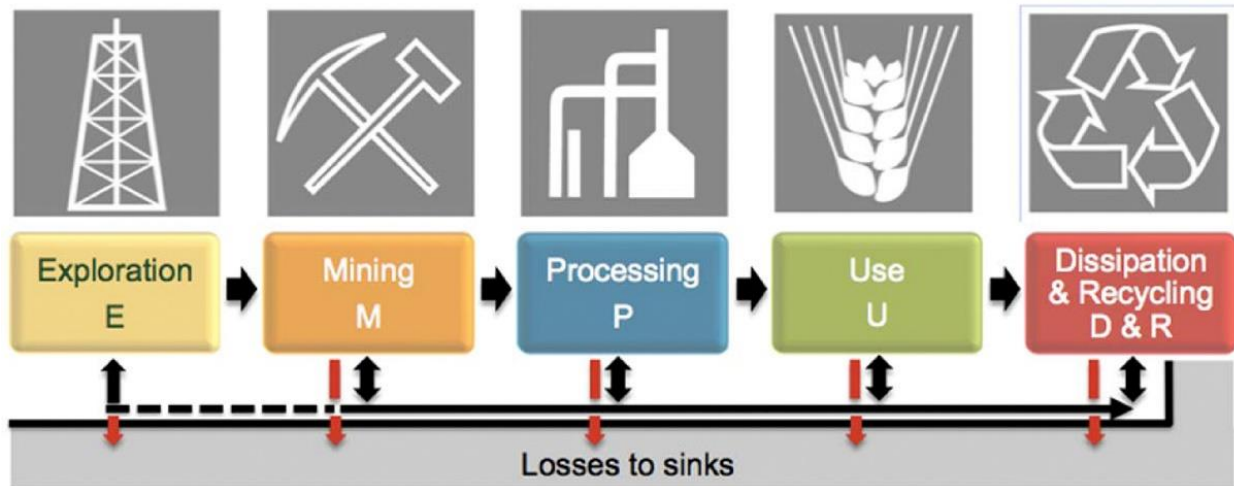 Exploration
E
Mining
M
Processing
P
Use
U
Dissipation
& Recycling
D & R
Losses to sinks